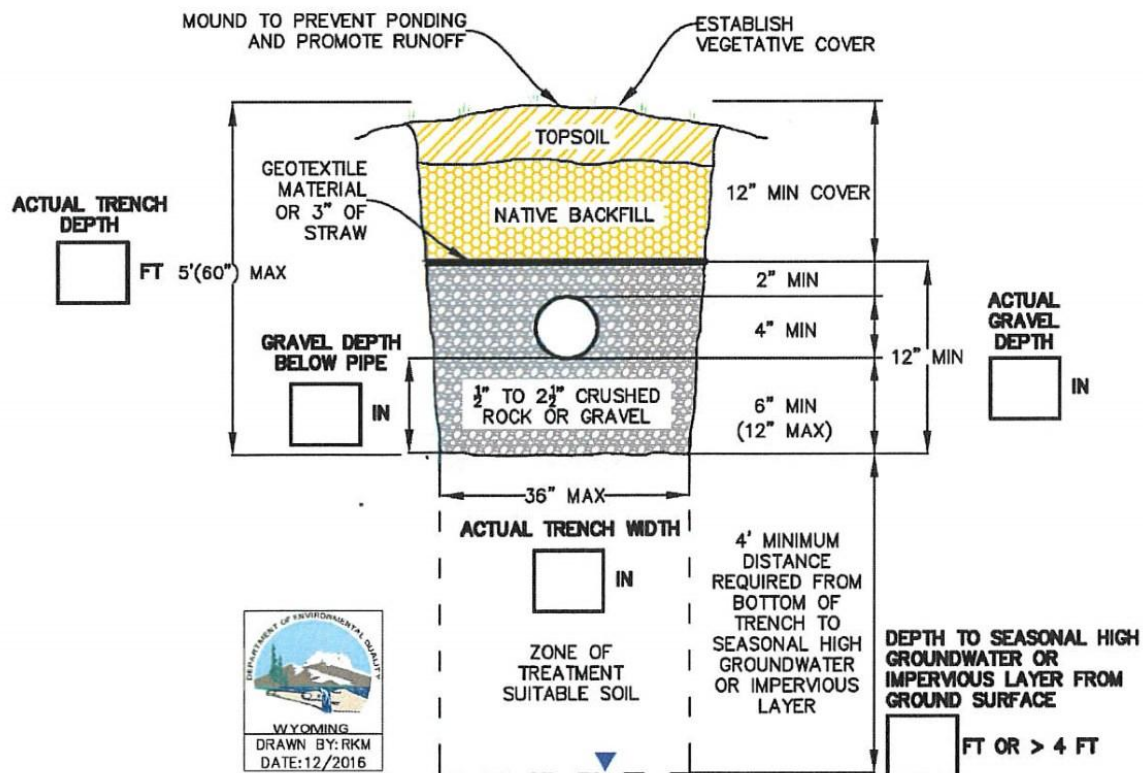 MOUND TO PREVENT PONDING
AND PROMOTE RUNOFF
ESTABLISH
VEGETATIVE COVER
TOPSOIL
GEOTEXTILE
MATERIAL
OR 3" OF
STRAW
NATIVE BACKFILL
12" MIN COVER
ACTUAL TRENCH
DEPTH
FT
5'(60") MAX
2" MIN
4" MIN
12" MIN
ACTUAL
GRAVEL
DEPTH
IN
GRAVEL DEPTH
BELOW PIPE
IN
½" TO 2½" CRUSHED
ROCK OR GRAVEL
6" MIN
(12" MAX)
36" MAX
ACTUAL TRENCH WIDTH
IN
ZONE OF
TREATMENT
SUITABLE SOIL
4' MINIMUM
DISTANCE
REQUIRED FROM
BOTTOM OF
TRENCH TO
SEASONAL HIGH
GROUNDWATER
OR IMPERVIOUS
LAYER
DEPTH TO SEASONAL HIGH
GROUNDWATER OR
IMPERVIOUS LAYER FROM
GROUND SURFACE
FT OR > 4 FT
DEPARTMENT OF ENVIRONMENTAL QUALITY
WYOMING
DRAWN BY: RKM
DATE:12/2016